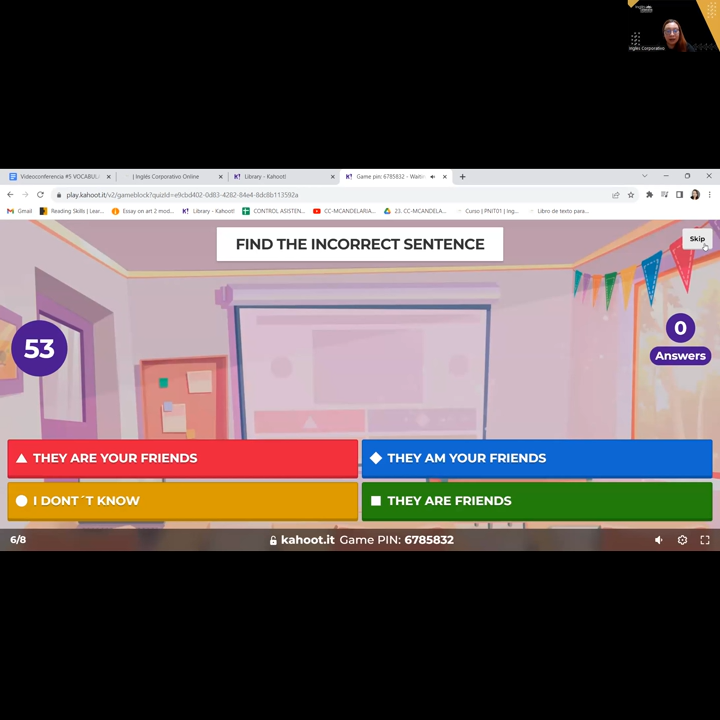 Inglés Corporativo
Videoconferencia #5 VOCABUL
| Inglés Corporativo Online
Library - Kahoot!
Game pin: 6785832 - Waitin
play.kahoot.it/v2/gameblock?quizId=e9cbd402-0d83-4282-84e4-8dc8b113592a
Gmail
Reading Skills | Lear...
Essay on art 2 mod...
Library - Kahoot!
CONTROL ASISTEN...
CC-MCANDELARIA...
23. CC-MCANDELA...
Curso | PNIT01 | Ing...
Libro de texto para...
FIND THE INCORRECT SENTENCE
Skip
53
0
Answers
THEY ARE YOUR FRIENDS
THEY AM YOUR FRIENDS
I DONT´T KNOW
THEY ARE FRIENDS
6/8
kahoot.it Game PIN: 6785832